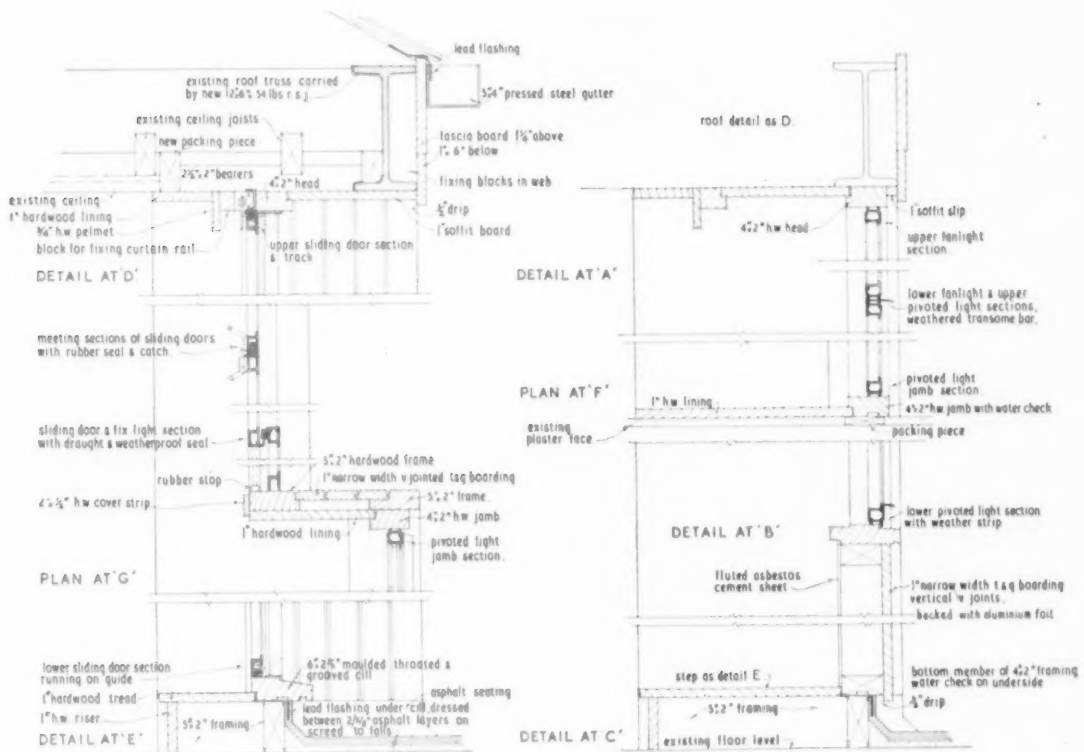 lead flashing
existing roof truss carried
by new 12"x6"x 54 lbs r.s.j
5"x4" pressed steel gutter
existing ceiling joists
new packing piece
fascia board 1¼" above
1"x 6" below
2½"x2" bearers
4"x2" head
fixing blocks in web
existing ceiling
1" hardwood lining
¾" h.w pelmet
block for fixing curtain rail
½" drip
1" soffit board
upper sliding door section
& track
DETAIL AT 'D'
meeting sections of sliding doors
with rubber seal & catch.
sliding door & fix light section
with draught & weatherproof seal
5"x2" hardwood frame
1" narrow width v jointed t&g boarding
rubber stop
5"x2" frame.
2"x½" h.w cover strip
4"x2" h.w jamb
1" hardwood lining
pivoted light
jamb section.
PLAN AT 'G'
lower sliding door section
running on guide
6"x2¾" moulded throated &
grooved cill
asphalt seating
1" hardwood tread
lead flashing under cill, dressed
between asphalt layers on
screed to falls
1" h.w riser
5"x2" framing
DETAIL AT 'E'
roof detail as D.
4"x2" h.w head
1" soffit slip
upper fanlight
section.
DETAIL AT 'A'
lower fanlight & upper
pivoted light sections,
weathered transome bar.
PLAN AT 'F'
pivoted light
jamb section.
1" h.w lining
4"x2" h.w jamb with water check
existing
plaster face
packing piece
lower pivoted light section
with weather strip
DETAIL AT 'B'
fluted asbestos
cement sheet
1" narrow width t & g boarding
vertical 'v' joints.
backed with aluminium foil
step as detail E.
bottom member of 4"x2" framing
water check on underside
5"x2" framing
½" drip
DETAIL AT 'C'
existing floor level